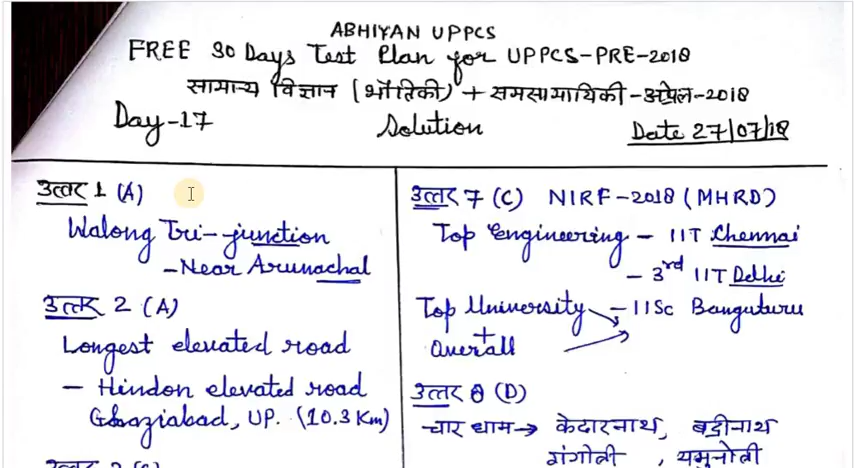 ABHIYAN UPPCS
FREE 30 Days Test Plan for UPPCS-PRE-2018
सामान्य विज्ञान (भौतिकी) + समसामायिकी-अप्रेल-2018
Day-17 Solution Date 27/07/18
उत्तर 1 (A)
Walong Tri-junction
-Near Arunachal
उत्तर 2 (A)
Longest elevated road
- Hindon elevated road
Ghaziabad, UP. (10.3 Km)
उत्तर 7 (C) NIRF-2018 (MHRD)
Top Engineering - IIT Chennai
- 3rd IIT Delhi
Top University - IISc Banguturu
+
Overall
उत्तर 8 (D)
चार धाम → केदारनाथ, बद्रीनाथ
गंगोत्री, यमुनोत्री